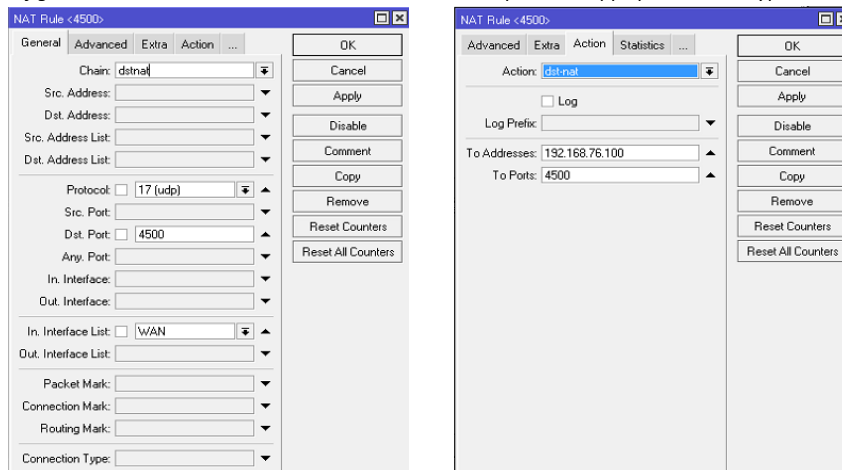 NAT Rule <4500>
General Advanced Extra Action ...
Chain: dstnat
Src. Address:
Dst. Address:
Src. Address List:
Dst. Address List:
Protocol: 17 (udp)
Src. Port:
Dst. Port: 4500
Any. Port:
In. Interface:
Out. Interface:
In. Interface List: WAN
Out. Interface List:
Packet Mark:
Connection Mark:
Routing Mark:
Connection Type:
OK
Cancel
Apply
Disable
Comment
Copy
Remove
Reset Counters
Reset All Counters
NAT Rule <4500>
Advanced Extra Action Statistics ...
Action: dst-nat
Log
Log Prefix:
To Addresses: 192.168.76.100
To Ports: 4500
OK
Cancel
Apply
Disable
Comment
Copy
Remove
Reset Counters
Reset All Counters